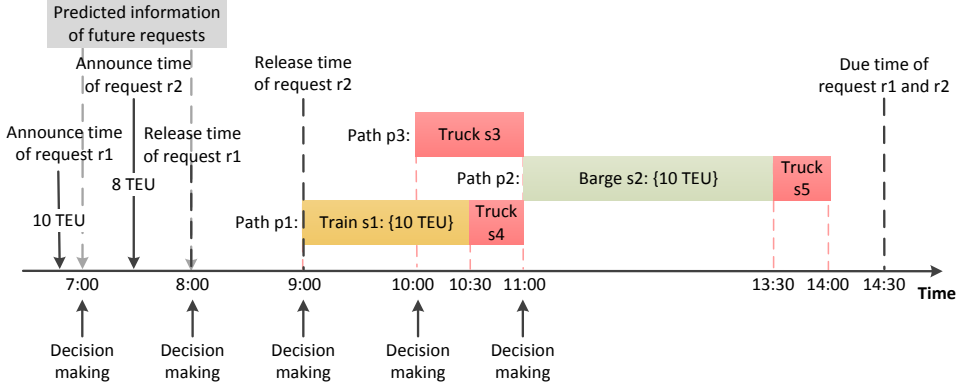 Predicted information
of future requests
Announce time
of request r2
Release time
of request r2
Due time of
request r1 and r2
Announce time
of request r1
Release time
of request r1
Path p3:
Truck s3
8 TEU
Path p2:
Barge s2: {10 TEU}
Truck
s5
10 TEU
Path p1:
Train s1: {10 TEU}
Truck
s4
7:00
8:00
9:00
10:00
10:30
11:00
13:30
14:00
14:30
Time
Decision
making
Decision
making
Decision
making
Decision
making
Decision
making